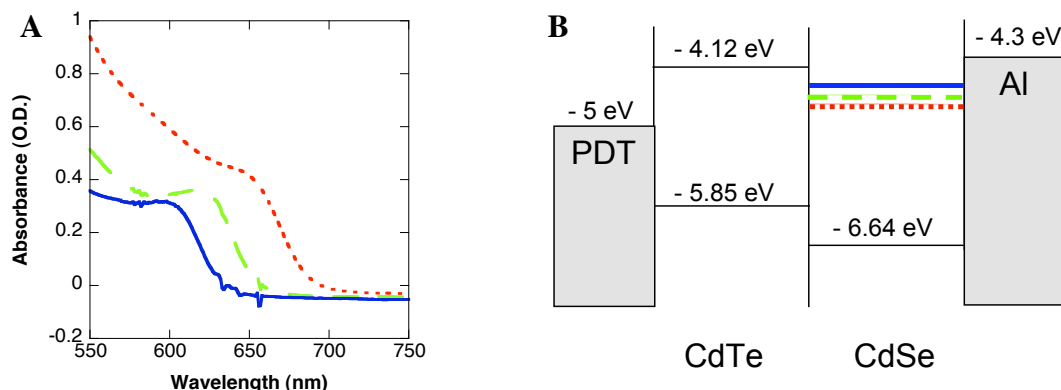 A
Absorbance (O.D.)
1
0.8
0.6
0.4
0.2
0
-0.2
550
600
650
700
750
Wavelength (nm)
B
- 4.12 eV
- 4.3 eV
Al
- 5 eV
PDT
- 5.85 eV
- 6.64 eV
CdTe
CdSe